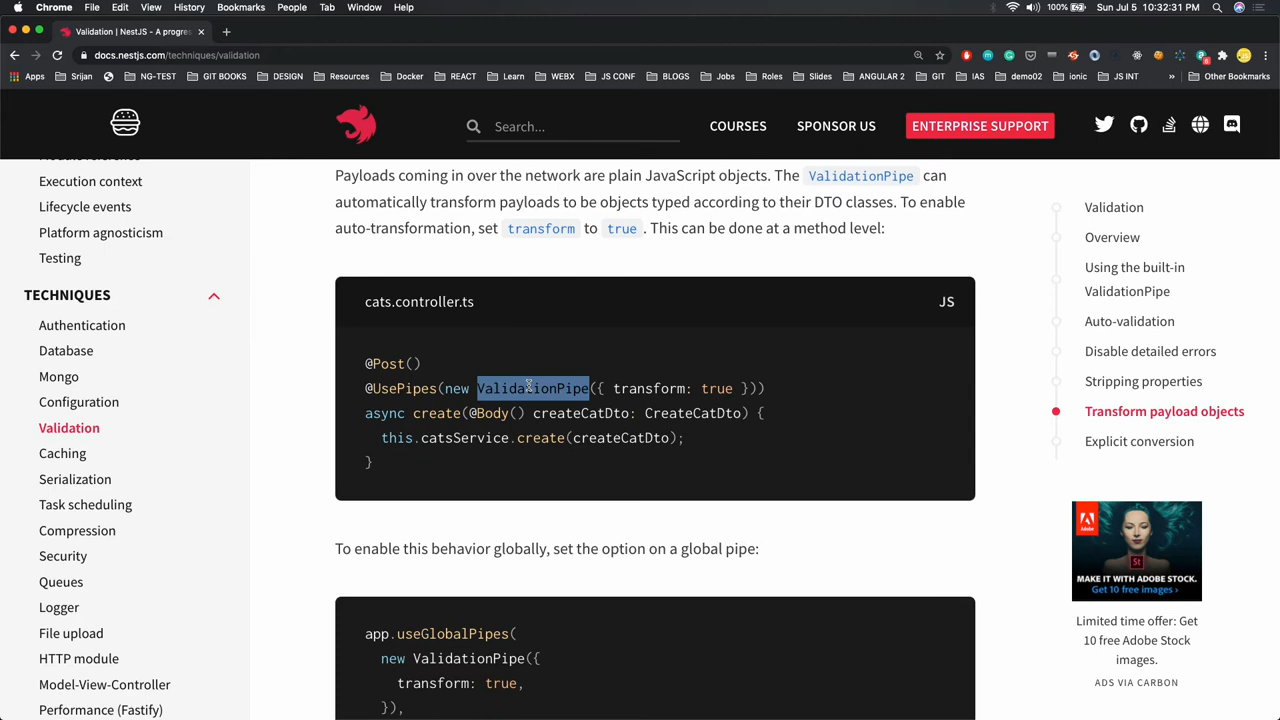 Chrome File Edit View History Bookmarks People Tab Window Help 100% Sun Jul 5 10:32:31 PM
Validation | NestJS - A progres
docs.nestjs.com/techniques/validation
Apps Srijan NG-TEST GIT BOOKS DESIGN Resources Docker REACT Learn WEBX JS CONF BLOGS Jobs Roles Slides ANGULAR 2 GIT IAS demo02 ionic JS INT » Other Bookmarks
Search... COURSES SPONSOR US ENTERPRISE SUPPORT
Execution context
Lifecycle events
Platform agnosticism
Testing
TECHNIQUES
Authentication
Database
Mongo
Configuration
Validation
Caching
Serialization
Task scheduling
Compression
Security
Queues
Logger
File upload
HTTP module
Model-View-Controller
Performance (Fastify)
Payloads coming in over the network are plain JavaScript objects. The ValidationPipe can
automatically transform payloads to be objects typed according to their DTO classes. To enable
auto-transformation, set transform to true . This can be done at a method level:
cats.controller.ts JS
@Post()
@UsePipes(new ValidationPipe({ transform: true }))
async create(@Body() createCatDto: CreateCatDto) {
this.catsService.create(createCatDto);
}
To enable this behavior globally, set the option on a global pipe:
app.useGlobalPipes(
new ValidationPipe({
transform: true,
}),
Validation
Overview
Using the built-in
ValidationPipe
Auto-validation
Disable detailed errors
Stripping properties
Transform payload objects
Explicit conversion
Adobe
St
MAKE IT WITH ADOBE STOCK.
Get 10 free images ›
Limited time offer: Get
10 free Adobe Stock
images.
ADS VIA CARBON